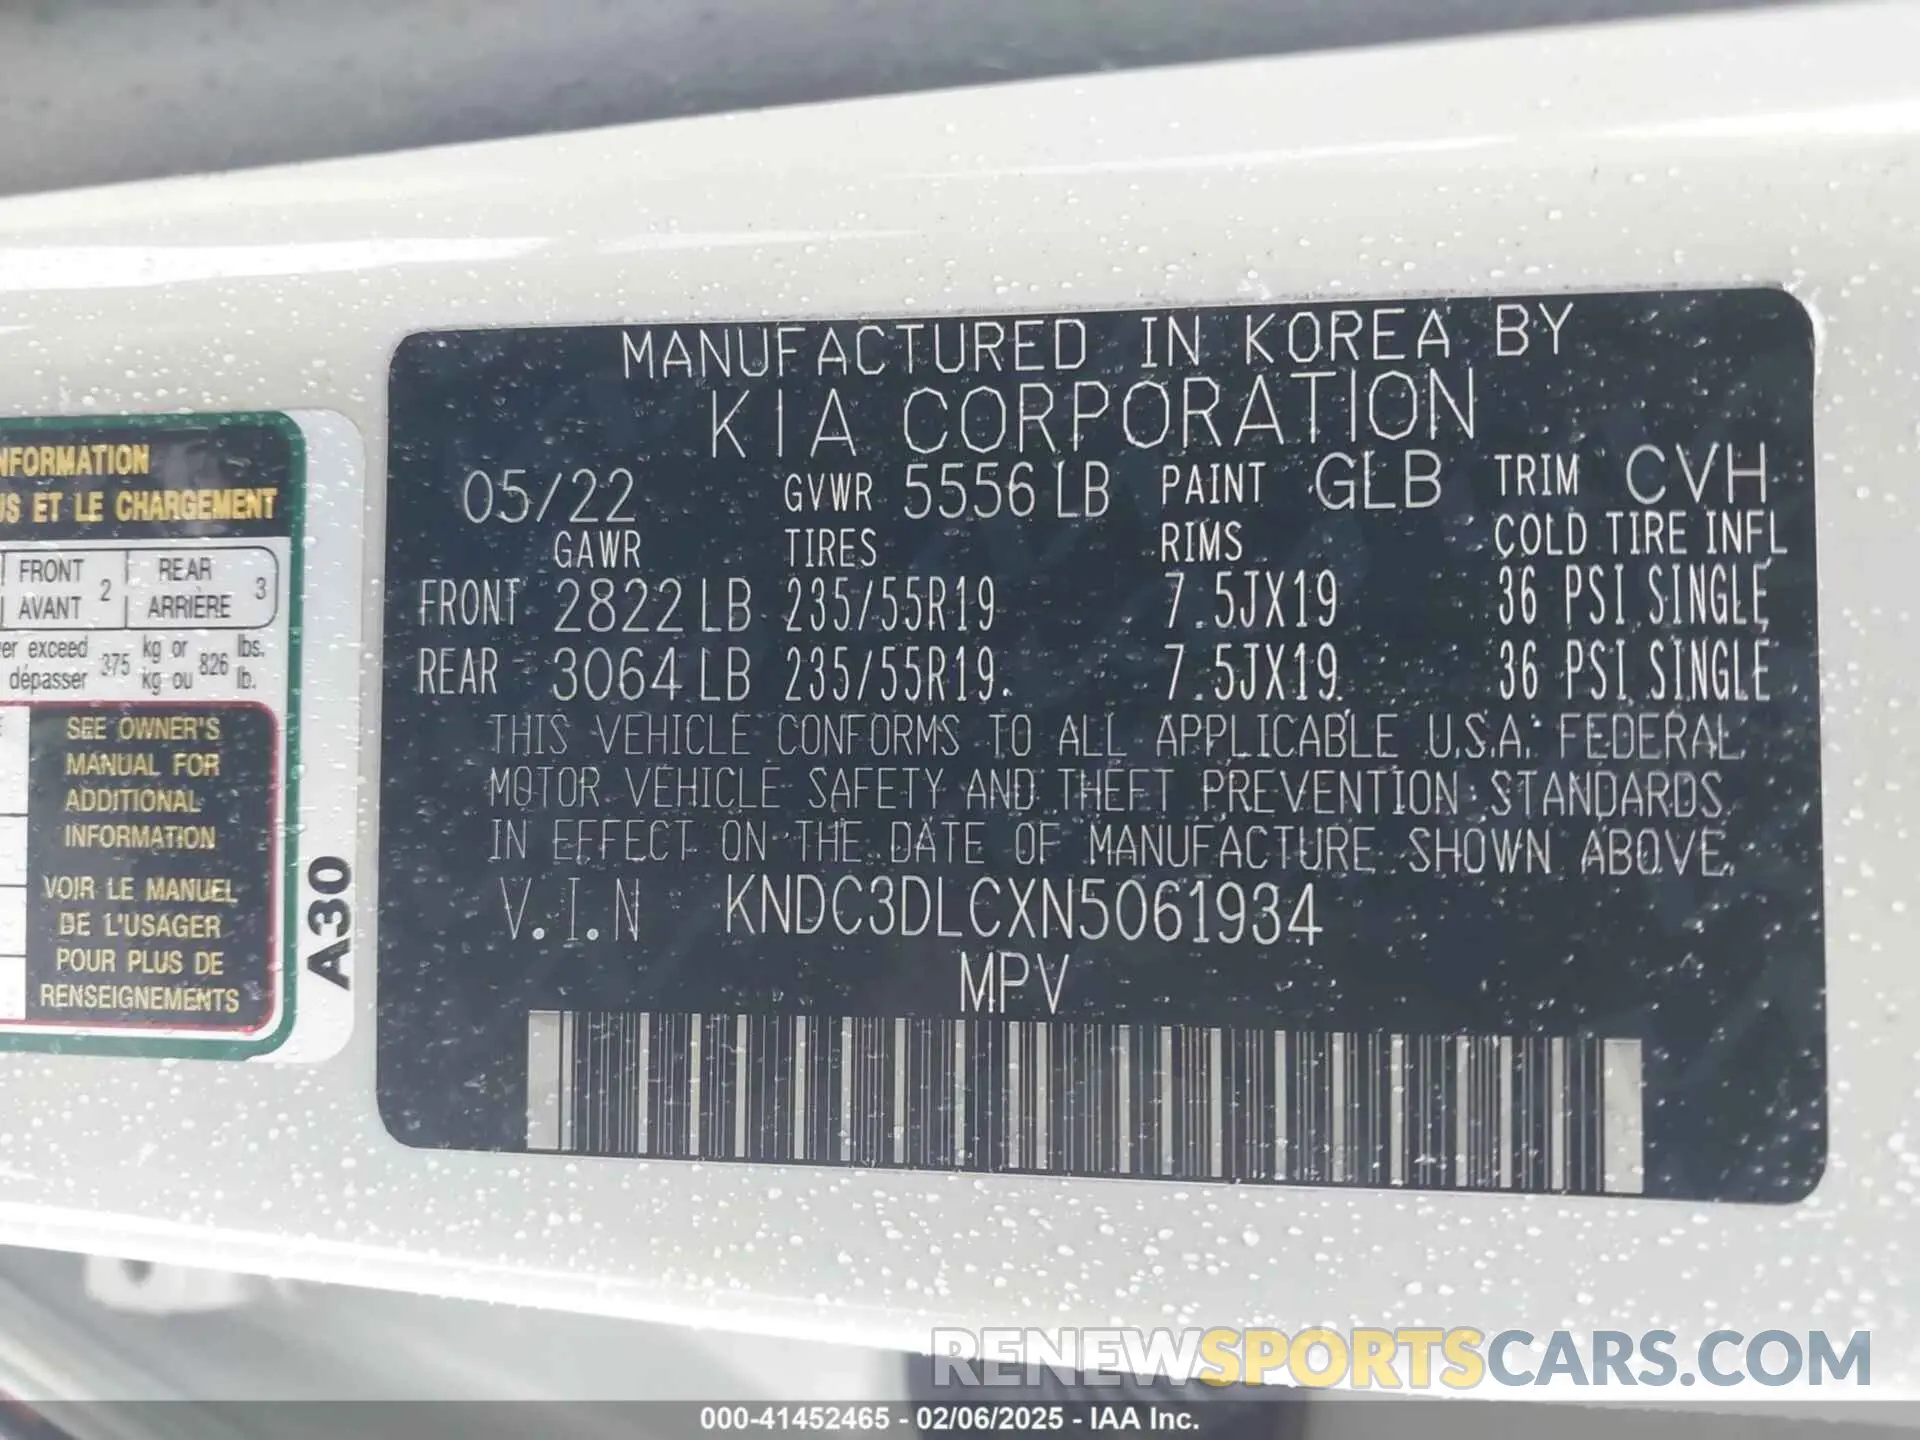 MANUFACTURED IN KOREA BY
KIA CORPORATION
05/22 GVWR 5556 LB PAINT GLB TRIM CVH
GAWR TIRES RIMS COLD TIRE INFL
FRONT 2822 LB 235/55R19 7.5JX19 36 PSI SINGLE
REAR 3064 LB 235/55R19. 7.5JX19. 36 PSI SINGLE
THIS VEHICLE CONFORMS TO ALL APPLICABLE U.S.A. FEDERAL
MOTOR VEHICLE SAFETY AND THEFT PREVENTION STANDARDS
IN EFFECT ON THE DATE OF MANUFACTURE SHOWN ABOVE.
V.I.N KNDC3DLCXN5061934
MPV
ET LE CHARGEMENT
FRONT 2 REAR 3
AVANT ARRIÈRE
exceed 375 kg or 826 lbs.
dépasser kg ou lb.
SEE OWNER'S
MANUAL FOR
ADDITIONAL
INFORMATION
VOIR LE MANUEL
DE L'USAGER
POUR PLUS DE
RENSEIGNEMENTS
A30
RENEWSPORTSCARS.COM
000-41452465 - 02/06/2025 - IAA Inc.